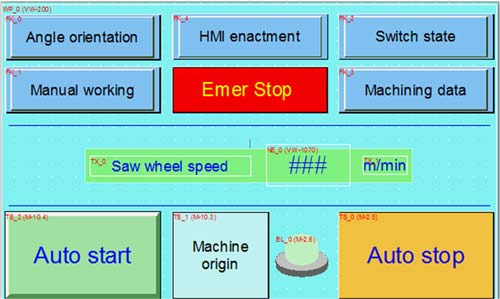 WP_0 (VW-200)
FK_0
Angle orientation
FK_4
HMI enactment
FK_2
Switch state
FK_1
Manual working
Emer Stop
FK_3
Machining data
TX_0
Saw wheel speed
NE_0 (VW-1070)
###
m/min
TS_2 (M-10.4)
Auto start
TS_1 (M-10.3)
Machine
origin
BL_0 (M-2.6)
TS_0 (M-2.5)
Auto stop